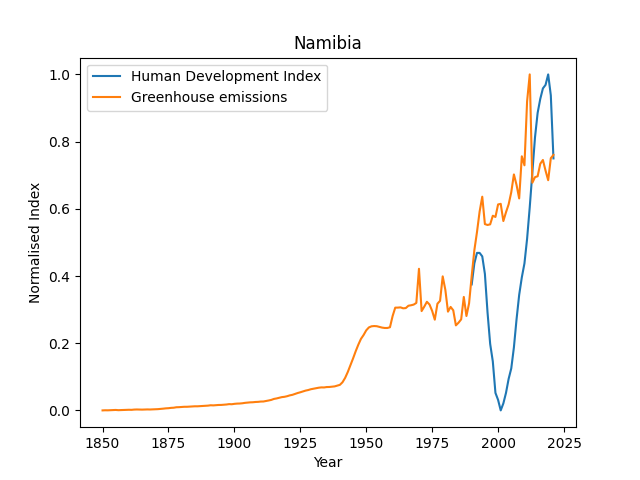 Namibia
Human Development Index
Greenhouse emissions
1.0
0.8
0.6
0.4
0.2
0.0
Normalised Index
1850 1875 1900 1925 1950 1975 2000 2025
Year